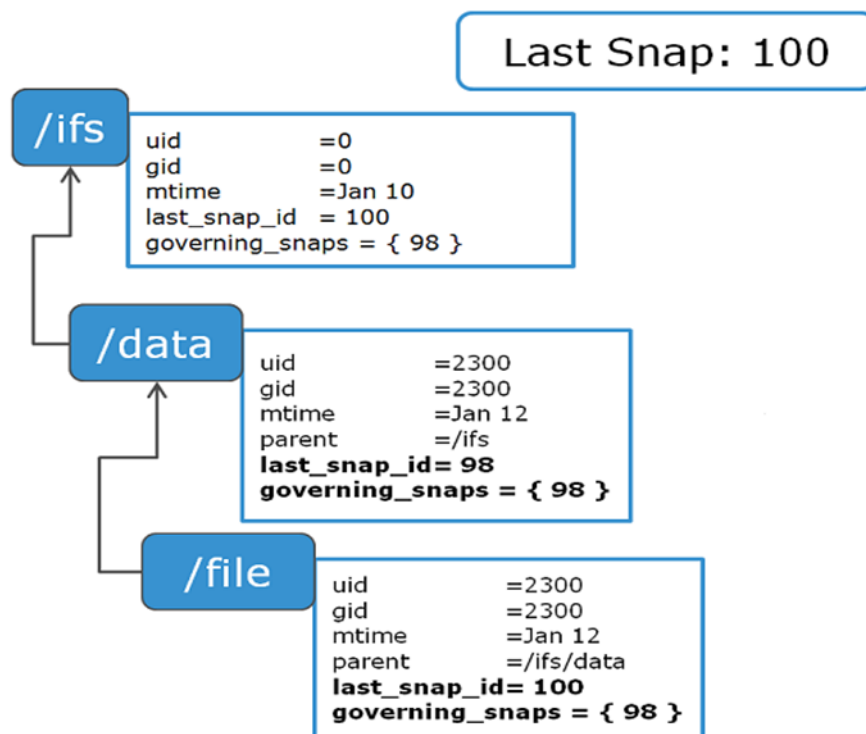 Last Snap: 100
/ifs
uid =0
gid =0
mtime =Jan 10
last_snap_id = 100
governing_snaps = { 98 }
/data
uid =2300
gid =2300
mtime =Jan 12
parent =/ifs
last_snap_id= 98
governing_snaps = { 98 }
/file
uid =2300
gid =2300
mtime =Jan 12
parent =/ifs/data
last_snap_id= 100
governing_snaps = { 98 }